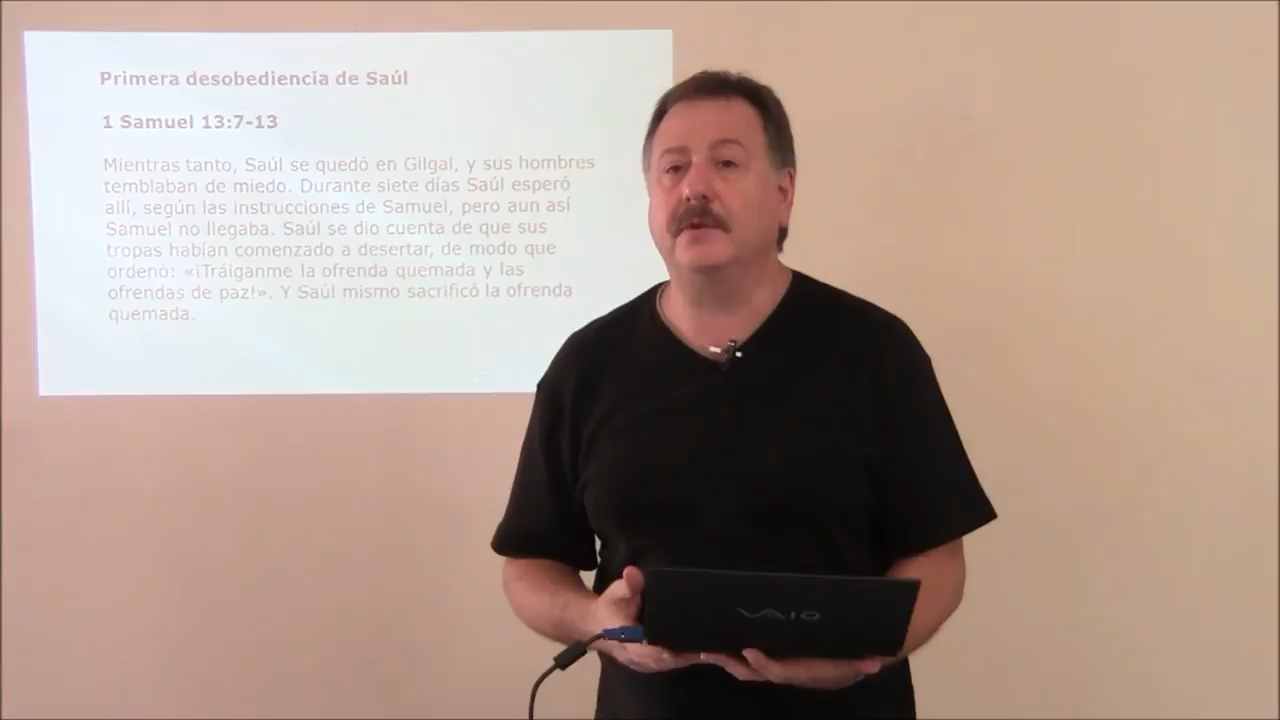 Primera desobediencia de Saúl
1 Samuel 13:7-13
Mientras tanto, Saúl se quedó en Gilgal, y sus hombres
temblaban de miedo. Durante siete días Saúl esperó
allí, según las instrucciones de Samuel, pero aun así
Samuel no llegaba. Saúl se dio cuenta de que sus
tropas habían comenzado a desertar, de modo que
ordenó: «¡Tráiganme la ofrenda quemada y las
ofrendas de paz!». Y Saúl mismo sacrificó la ofrenda
quemada.
VAIO